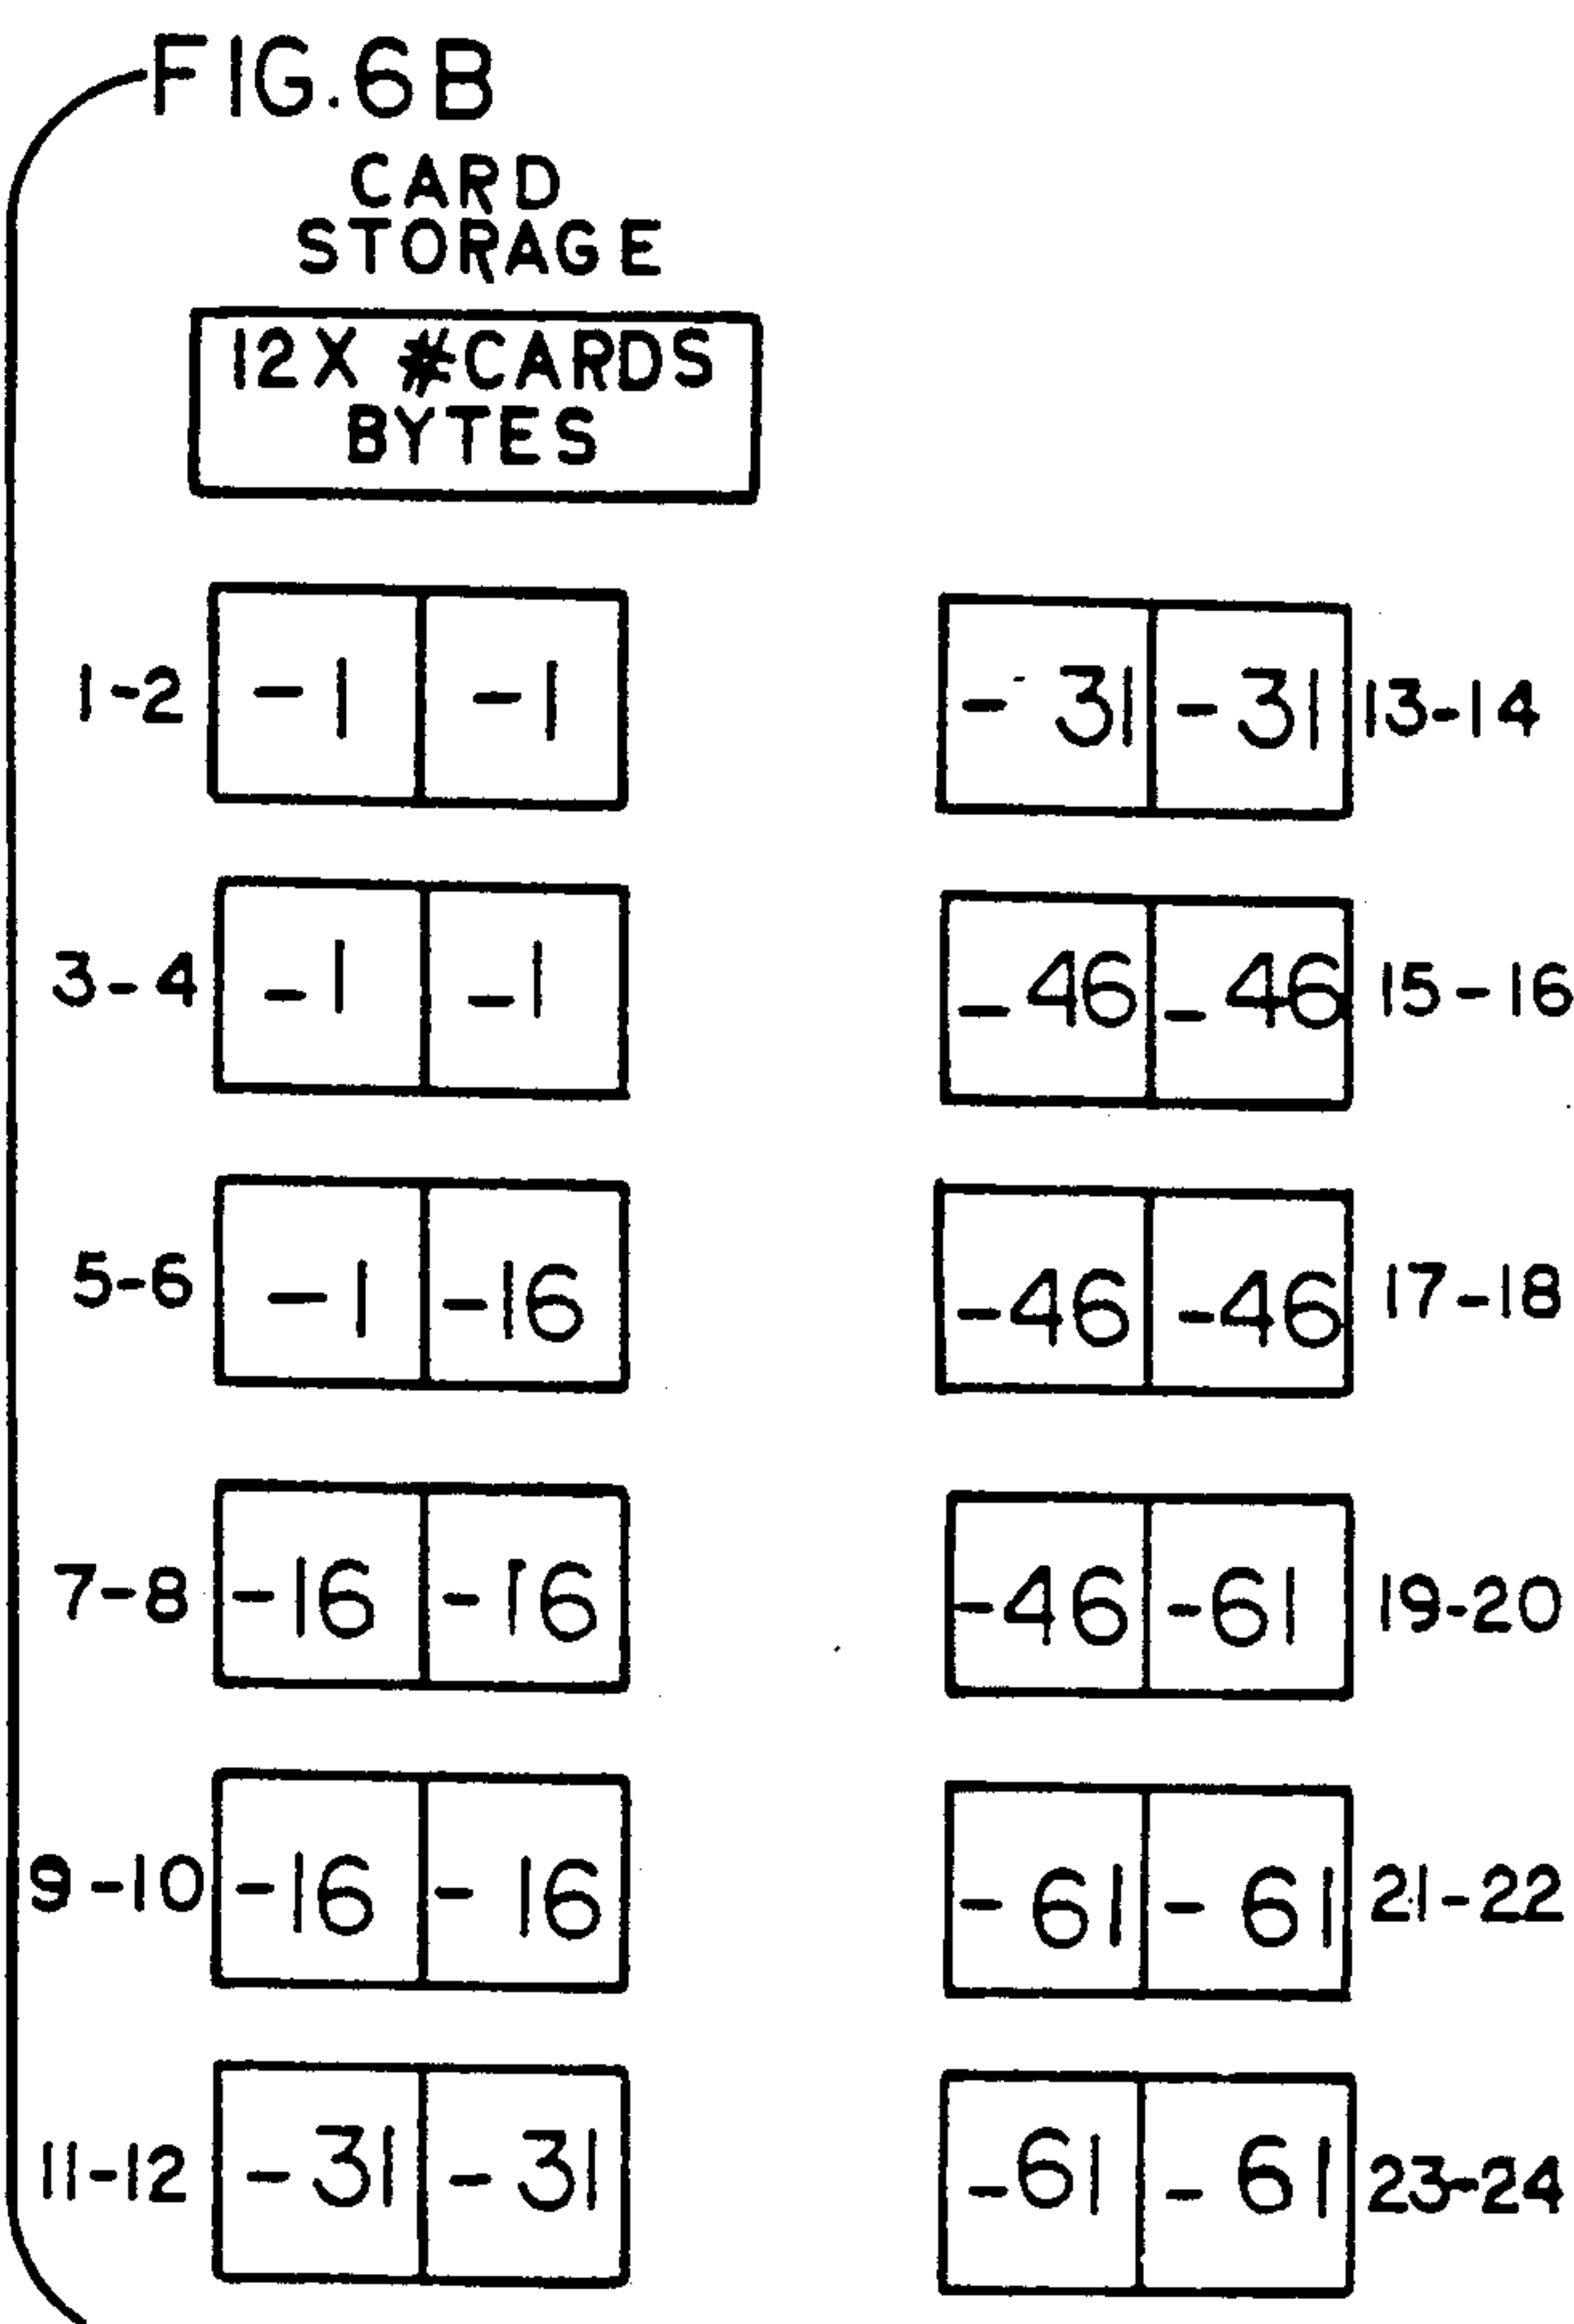 FIG.6B
CARD
STORAGE
12X #CARDS
BYTES
1-2 -1 -1
3-4 -1 -1
5-6 -1 -16
7-8 -16 -16
9-10 -16 -16
11-12 -31 -31
- 31 -31 13-14
-46 -46 15-16
-46 -46 17-18
-46 -61 19-20
-61 -61 21-22
-61 -61 23-24